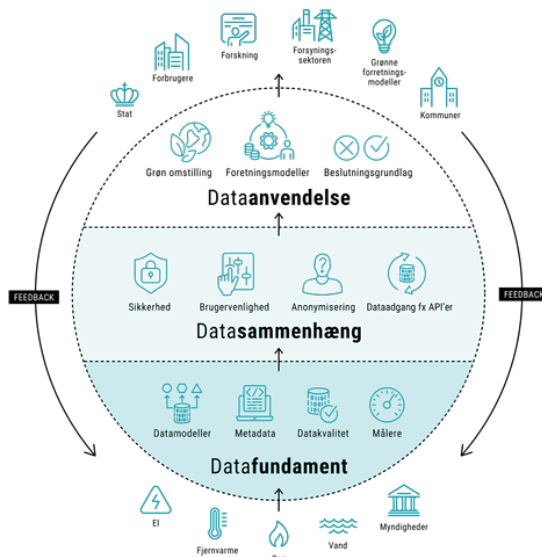 Forskning
Forsynings-
sektoren
Forbrugere
Grønne
forretnings-
modeller
Stat
Kommuner
Grøn omstilling
Foretningsmodeller
Beslutningsgrundlag
Dataanvendelse
FEEDBACK
FEEDBACK
Sikkerhed
Brugervenlighed
Anonymisering
Dataadgang fx API'er
Datasammenhæng
Datamodeller
Metadata
Datakvalitet
Målere
Datafundament
El
Fjernvarme
Vand
Myndigheder